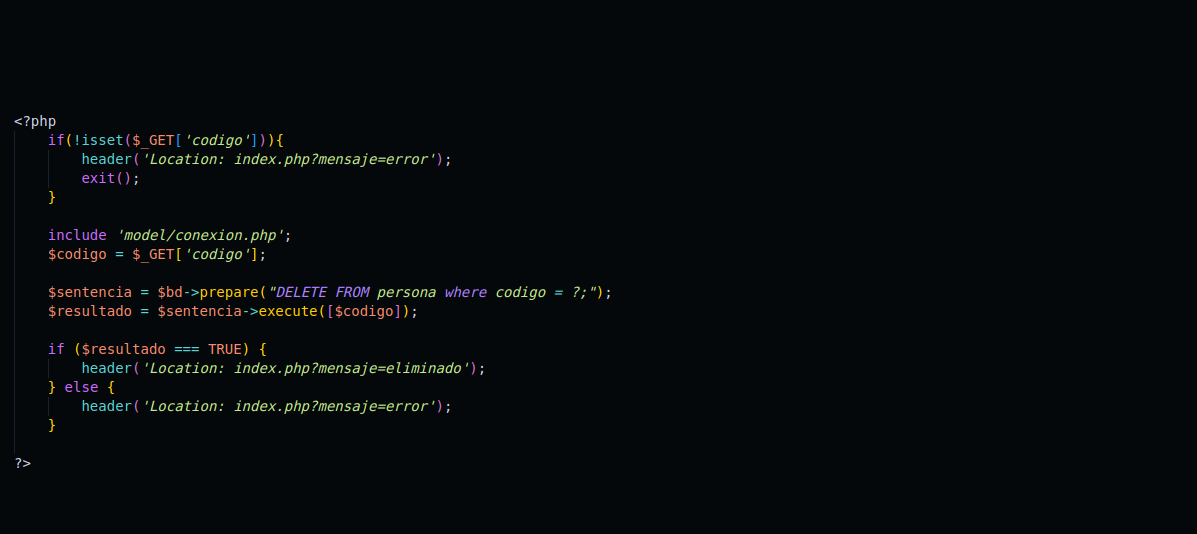 <?php
if(!isset($_GET['codigo'])){
header('Location: index.php?mensaje=error');
exit();
}
include 'model/conexion.php';
$codigo = $_GET['codigo'];
$sentencia = $bd->prepare("DELETE FROM persona where codigo = ?;");
$resultado = $sentencia->execute([$codigo]);
if ($resultado === TRUE) {
header('Location: index.php?mensaje=eliminado');
} else {
header('Location: index.php?mensaje=error');
}
?>